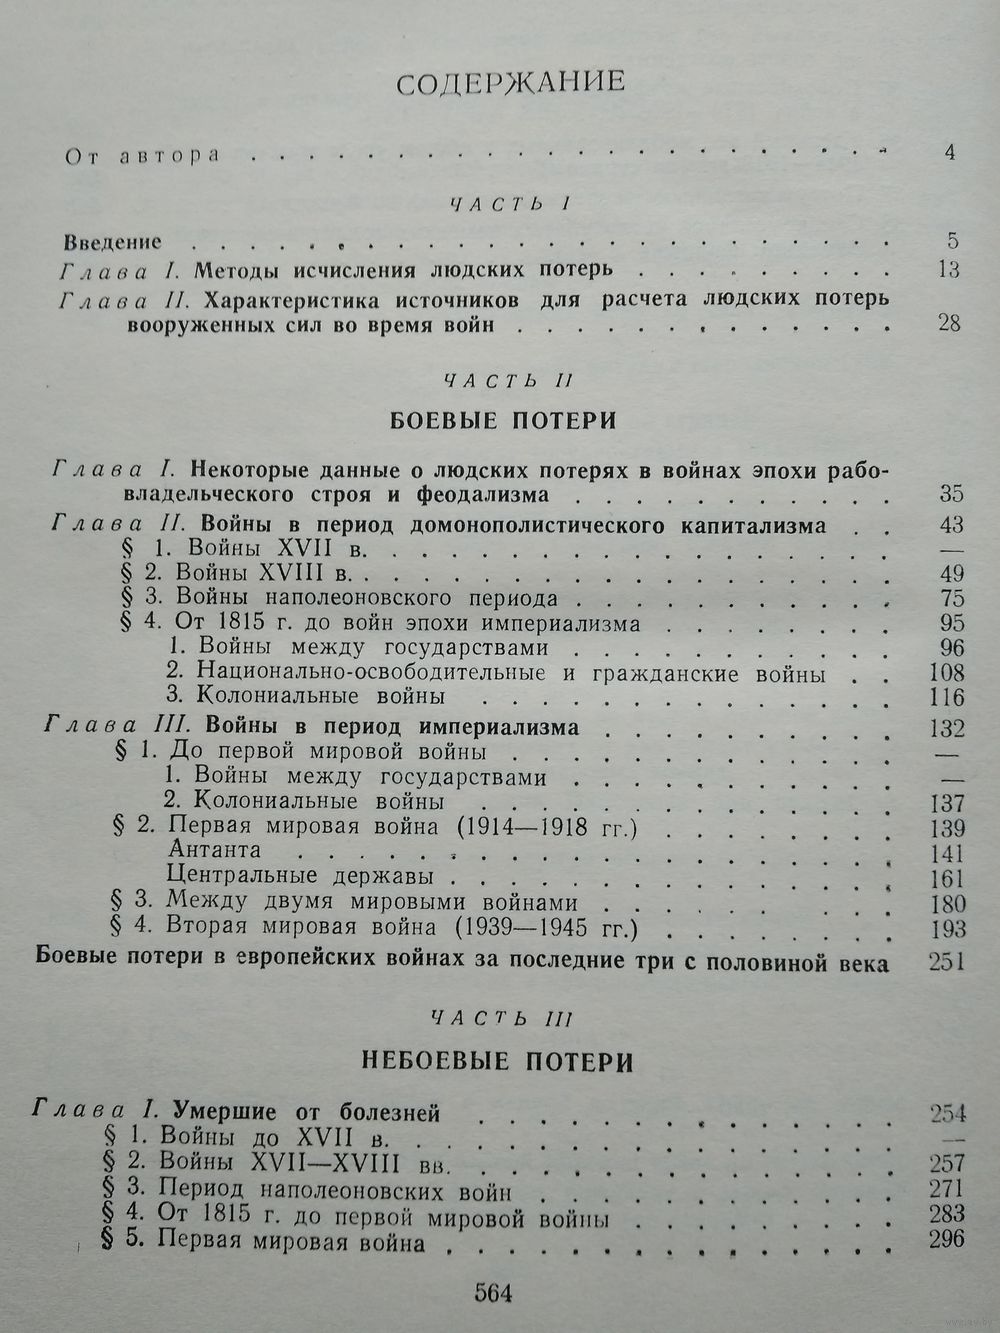 СОДЕРЖАНИЕ
От автора . . . . . . . . . . . . . . . . . . . . . . 4
ЧАСТЬ I
Введение . . . . . . . . . . . . . . . . . . . . . . . . 5
Глава I. Методы исчисления людских потерь . . . . . . . . . 13
Глава II. Характеристика источников для расчета людских потерь
вооруженных сил во время войн . . . . . . . . . . . . . 28
ЧАСТЬ II
БОЕВЫЕ ПОТЕРИ
Глава I. Некоторые данные о людских потерях в войнах эпохи рабо-
владельческого строя и феодализма . . . . . . . . . . . 35
Глава II. Войны в период домонополистического капитализма . . 43
§ 1. Войны XVII в. . . . . . . . . . . . . . . . . . . —
§ 2. Войны XVIII в. . . . . . . . . . . . . . . . . . . 49
§ 3. Войны наполеоновского периода . . . . . . . . . . . 75
§ 4. От 1815 г. до войн эпохи империализма . . . . . . . . 95
1. Войны между государствами . . . . . . . . . . . 96
2. Национально-освободительные и гражданские войны . . 108
3. Колониальные войны . . . . . . . . . . . . . . 116
Глава III. Войны в период империализма . . . . . . . . . . 132
§ 1. До первой мировой войны . . . . . . . . . . . . . —
1. Войны между государствами . . . . . . . . . . . —
2. Колониальные войны . . . . . . . . . . . . . . 137
§ 2. Первая мировая война (1914—1918 гг.) . . . . . . . . 139
Антанта . . . . . . . . . . . . . . . . . . . . 141
Центральные державы . . . . . . . . . . . . . . . 161
§ 3. Между двумя мировыми войнами . . . . . . . . . . 180
§ 4. Вторая мировая война (1939—1945 гг.) . . . . . . . . 193
Боевые потери в европейских войнах за последние три с половиной века 251
ЧАСТЬ III
НЕБОЕВЫЕ ПОТЕРИ
Глава I. Умершие от болезней . . . . . . . . . . . . . . 254
§ 1. Войны до XVII в. . . . . . . . . . . . . . . . . . —
§ 2. Войны XVII—XVIII вв. . . . . . . . . . . . . . . . 257
§ 3. Период наполеоновских войн . . . . . . . . . . . . 271
§ 4. От 1815 г. до первой мировой войны . . . . . . . . . 283
§ 5. Первая мировая война . . . . . . . . . . . . . . . 296
564